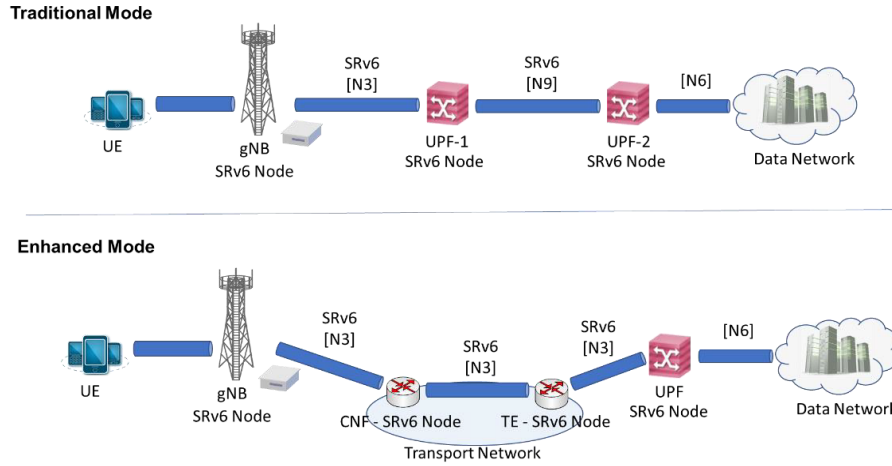 Traditional Mode
SRv6
[N3]
SRv6
[N9]
[N6]
UE
gNB
SRv6 Node
UPF-1
SRv6 Node
UPF-2
SRv6 Node
Data Network
Enhanced Mode
SRv6
[N3]
SRv6
[N3]
SRv6
[N3]
[N6]
UE
gNB
SRv6 Node
CNF - SRv6 Node
TE - SRv6 Node
UPF
SRv6 Node
Data Network
Transport Network